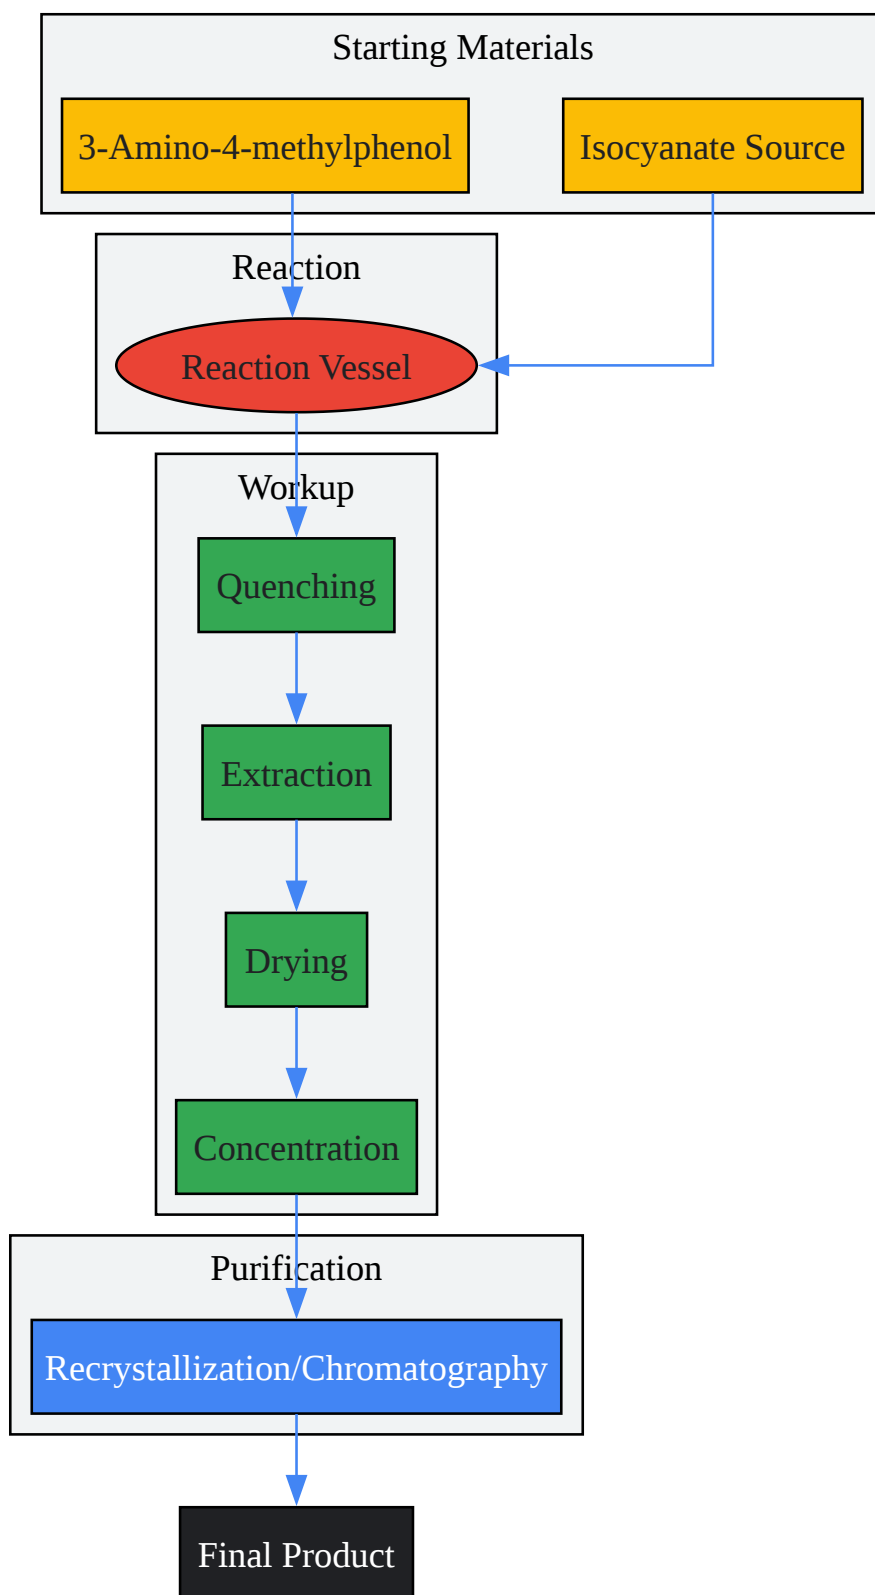 Starting Materials
3-Amino-4-methylphenol
Isocyanate Source
Reaction
Reaction Vessel
Workup
Quenching
Extraction
Drying
Concentration
Purification
Recrystallization/Chromatography
Final Product